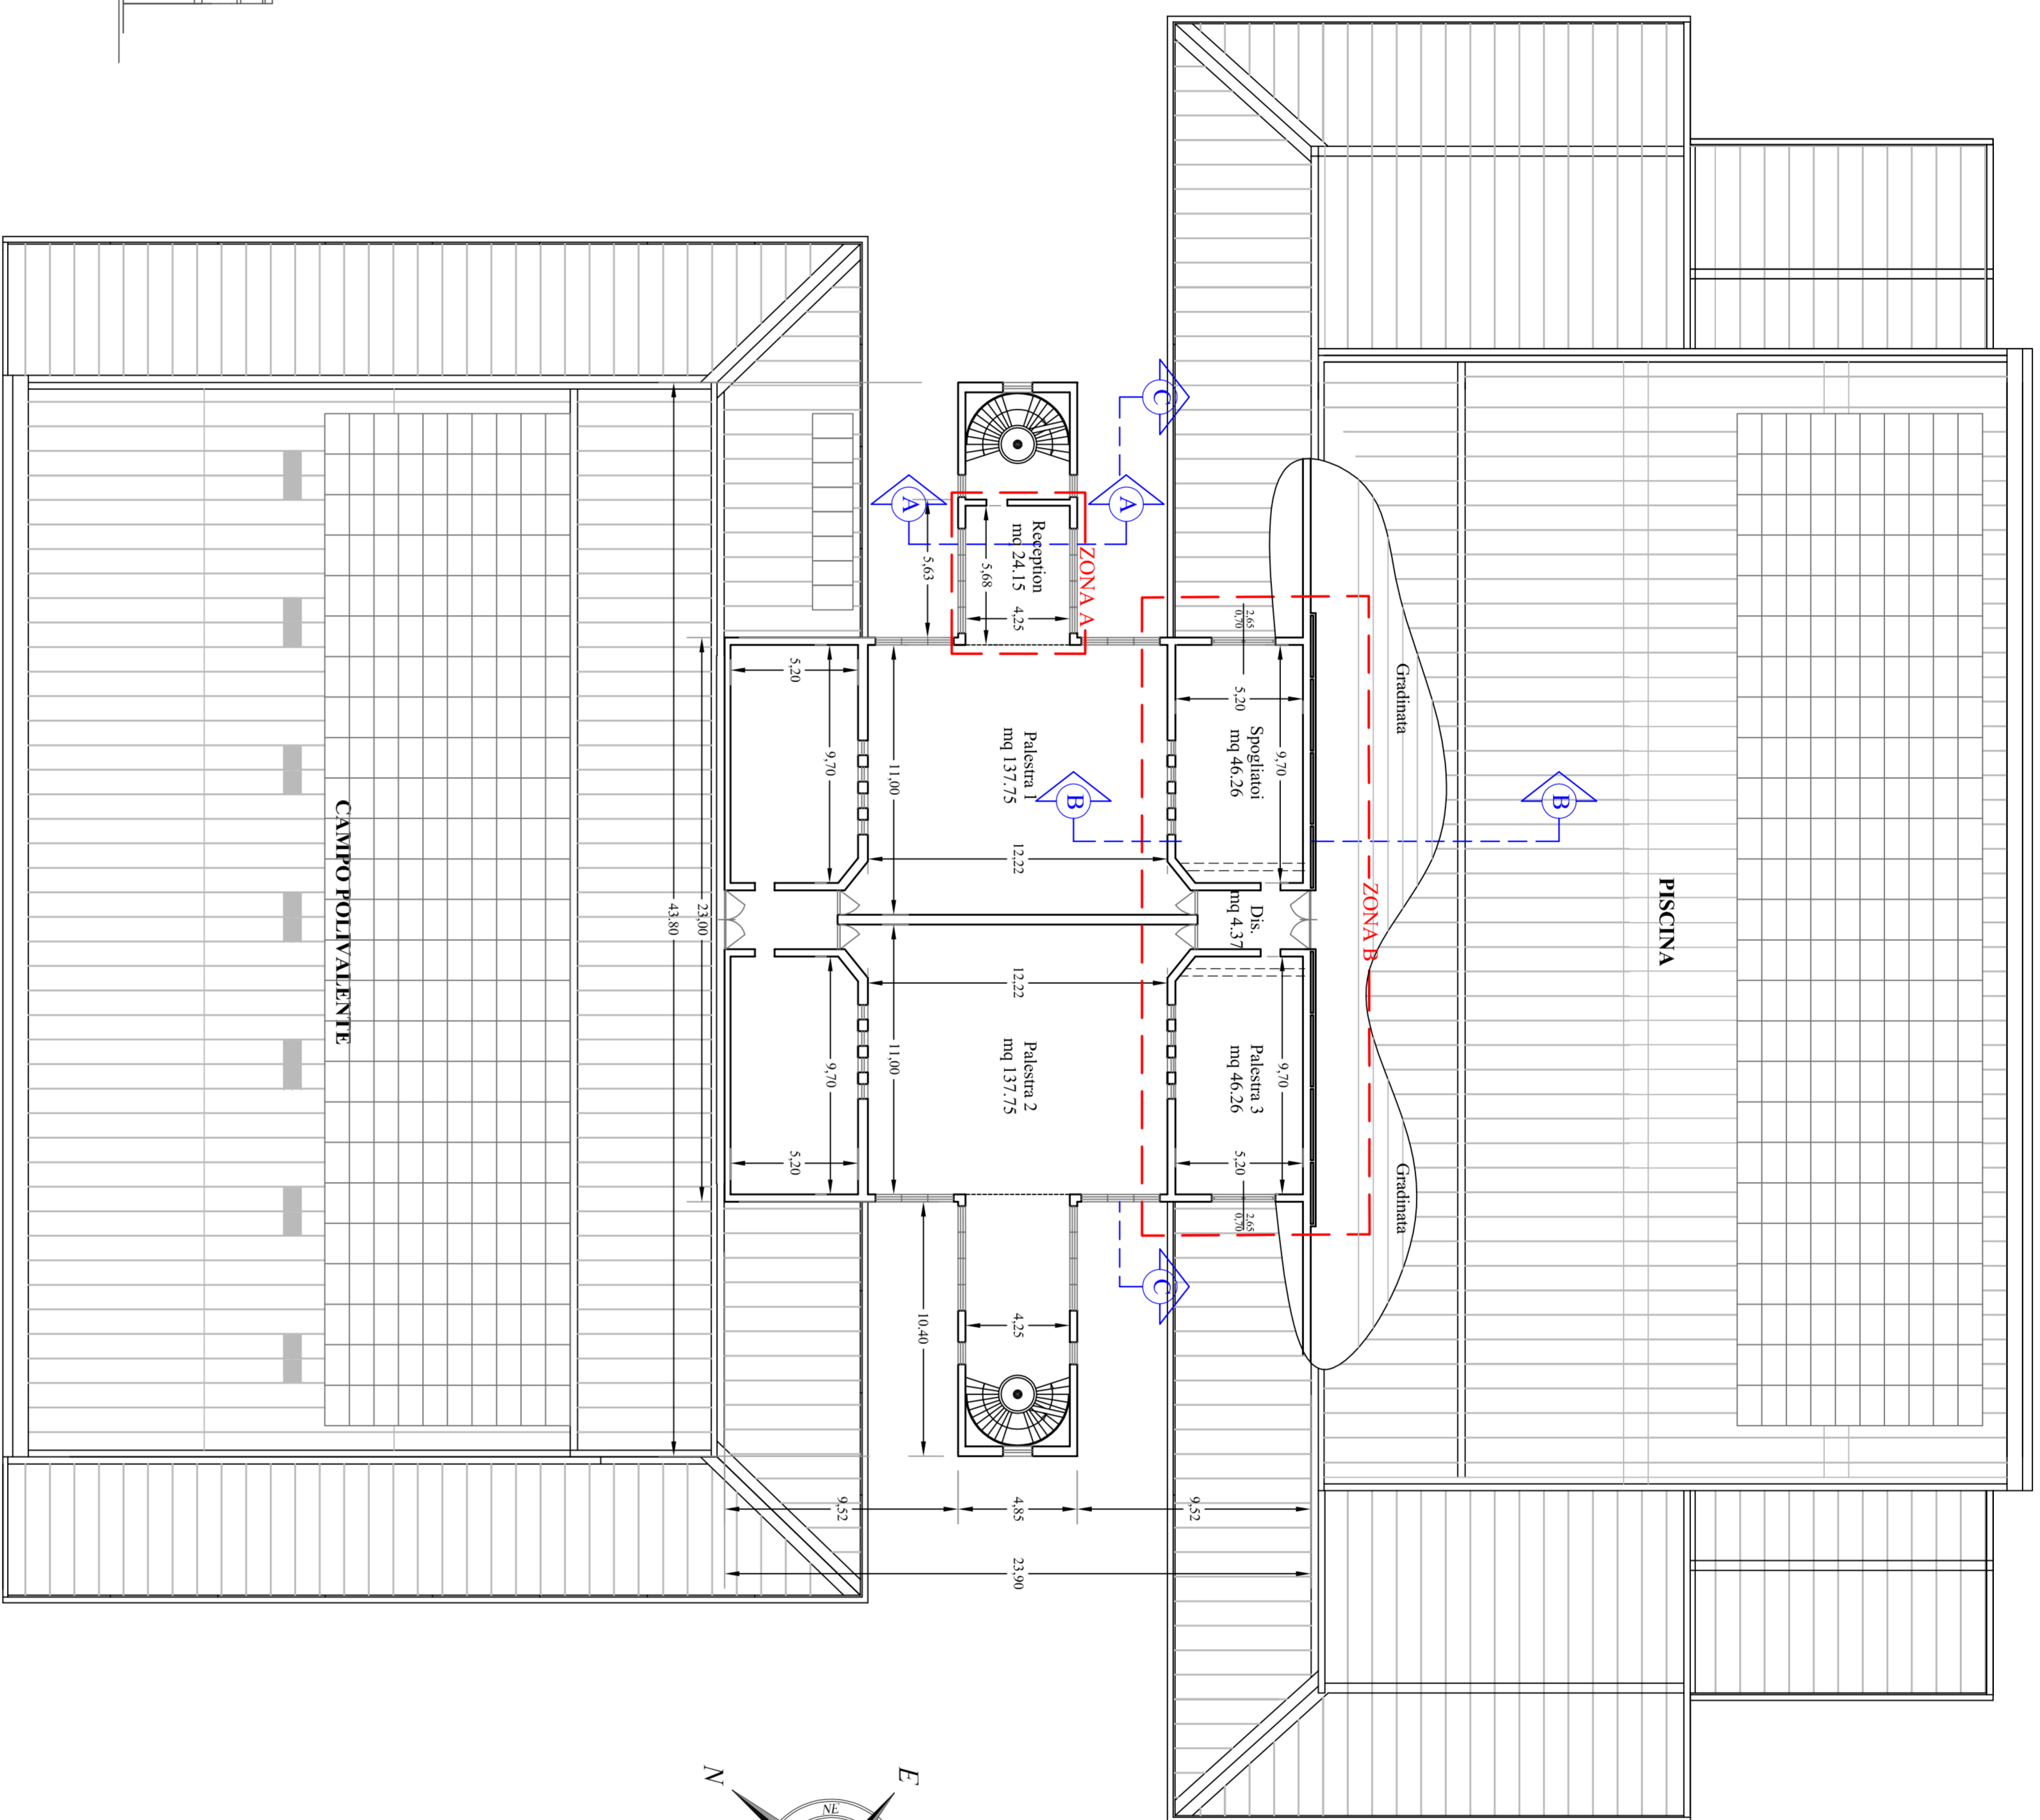 PISCINA
B
Gradinata
Gradinata
ZONA B
9,70
9,70
Spogliatoi
mq 46.26
Dis.
mq 4.37
Palestra 3
mq 46.26
2,65
0,70
2,65
0,70
5,20
5,20
9,52
C
C
A
ZONA A
B
Reception
mq 24.15
4,25
5,68
5,63
A
Palestra 1
mq 137.75
12,22
12,22
Palestra 2
mq 137.75
4,25
4,85
23,90
10.40
11,00
11,00
9,70
9,70
9,52
5,20
5,20
23,00
43.80
CAMPO POLIVALENTE
E
NE
N